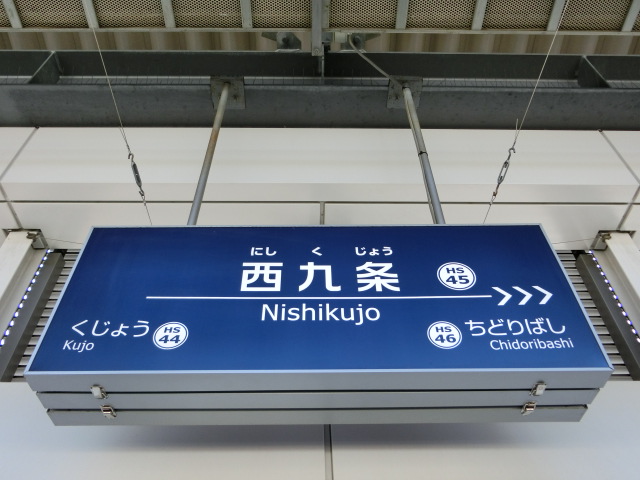 にし く じょう
西九条 HS 45
Nishikujo
くじょう HS 44 HS 46 ちどりばし
Kujo Chidoribashi